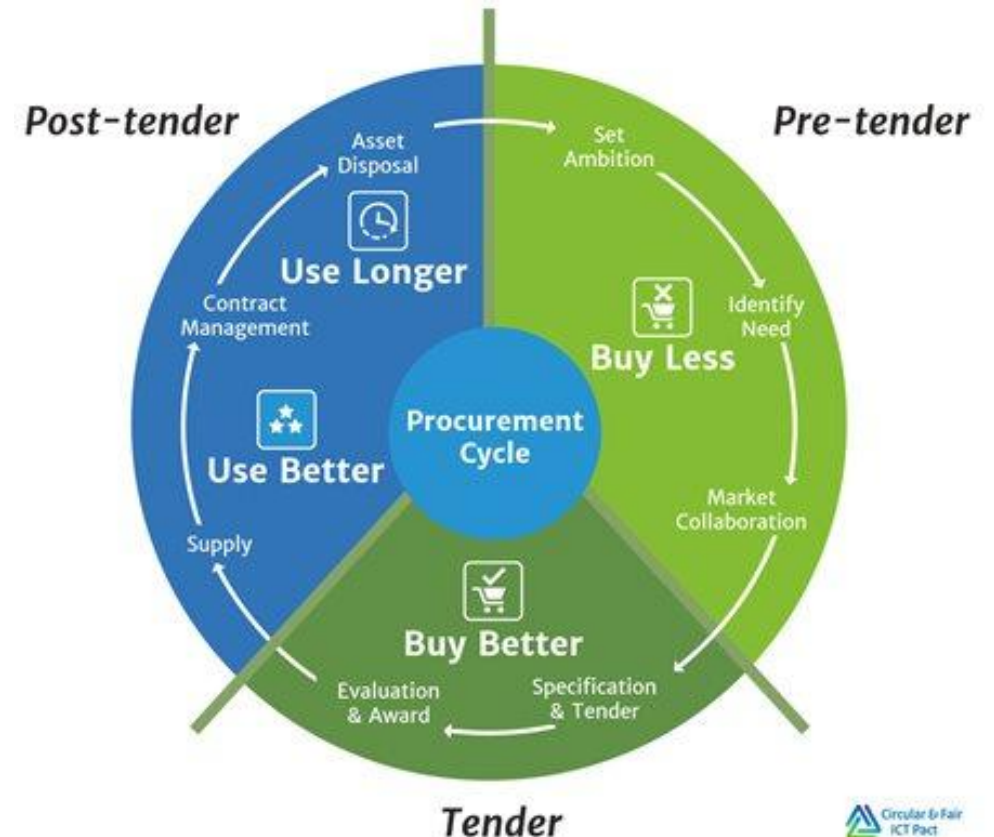 Post-tender
Pre-tender
Set
Ambition
Identify
Need
Buy Less
Market
Collaboration
Tender
Buy Better
Specification
& Tender
Evaluation
& Award
Supply
Use Better
Contract
Management
Use Longer
Asset
Disposal
Procurement
Cycle
Circular & Fair
ICT Pact